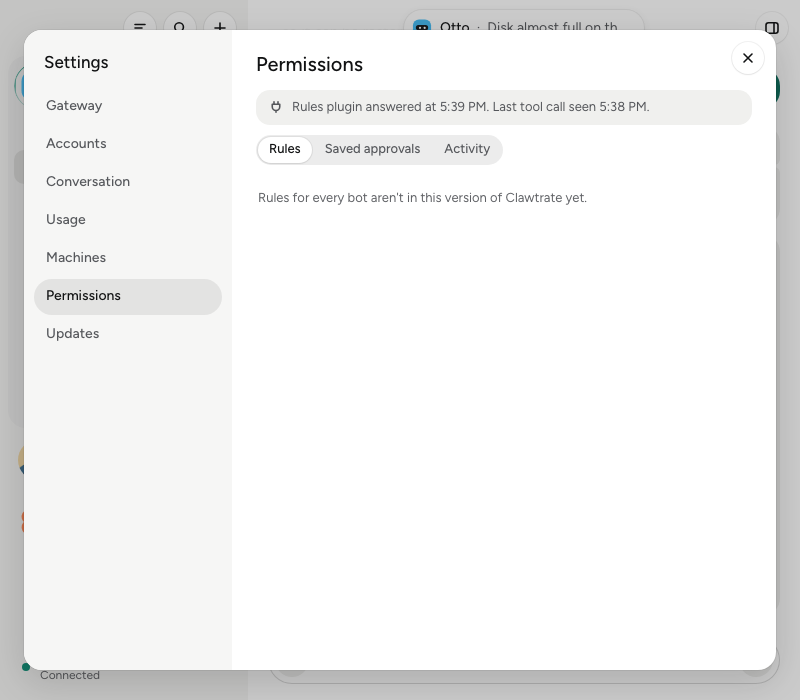 Otto · Disk almost full on th
Settings
Gateway
Accounts
Conversation
Usage
Machines
Permissions
Updates
Permissions
Rules plugin answered at 5:39 PM. Last tool call seen 5:38 PM.
Rules Saved approvals Activity
Rules for every bot aren't in this version of Clawtrate yet.
Connected